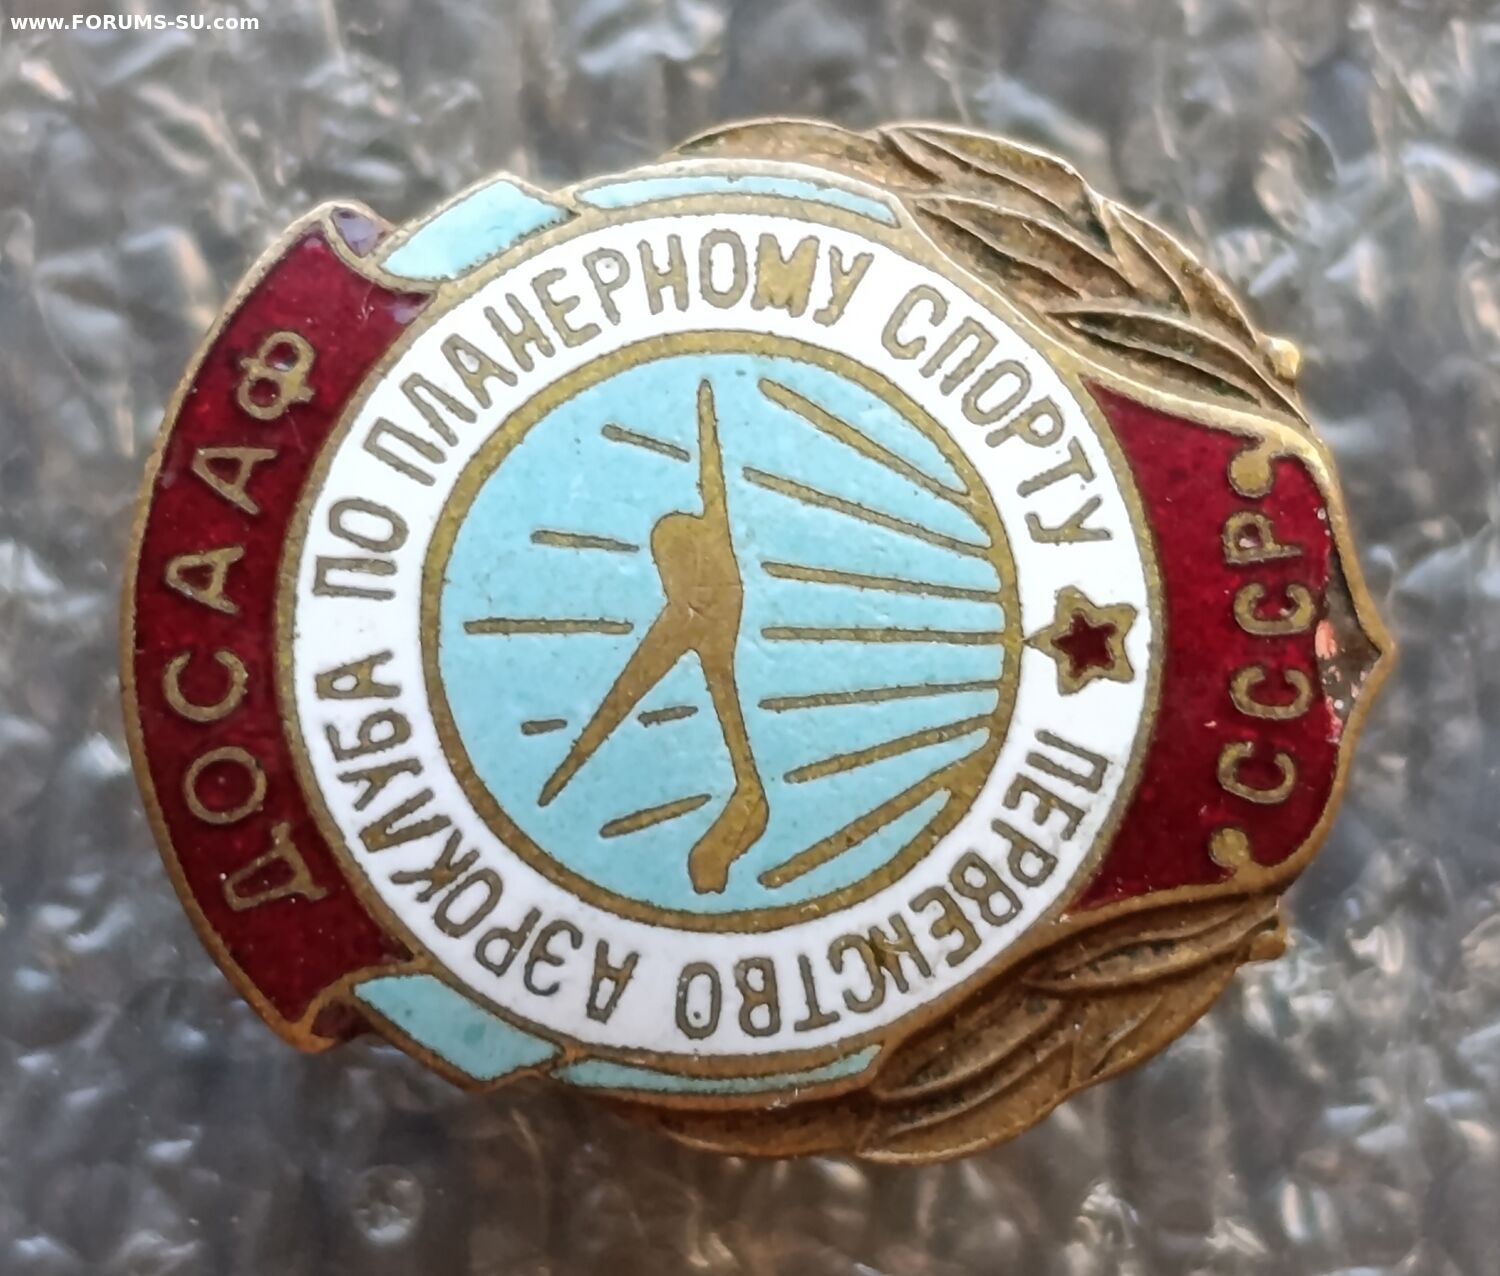 www.FORUMS-SU.com
СССР
ПЕРВЕНСТВО АЭРОКЛУБА ПО ПЛАНЕРНОМУ СПОРТУ
ДОСААФ